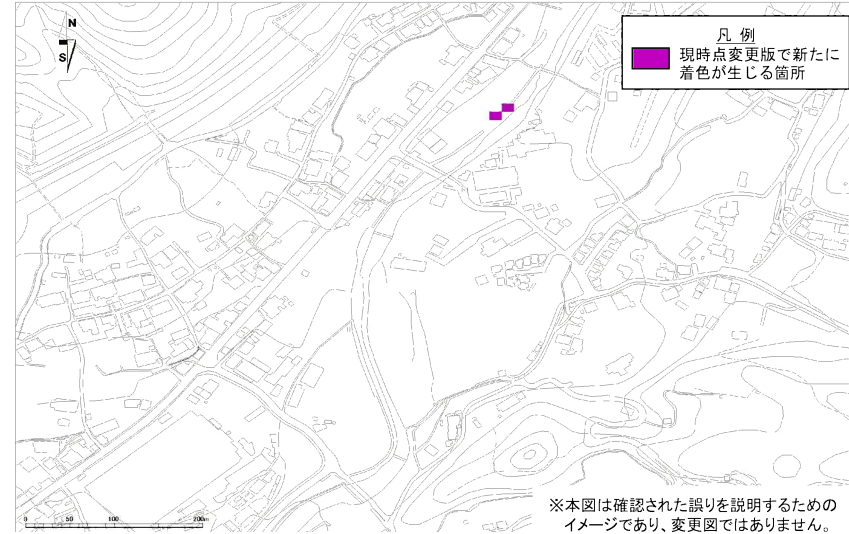 N
S
凡 例
現時点変更版で新たに
着色が生じる箇所
0 50 100 200m
※本図は確認された誤りを説明するための
イメージであり、変更図ではありません。